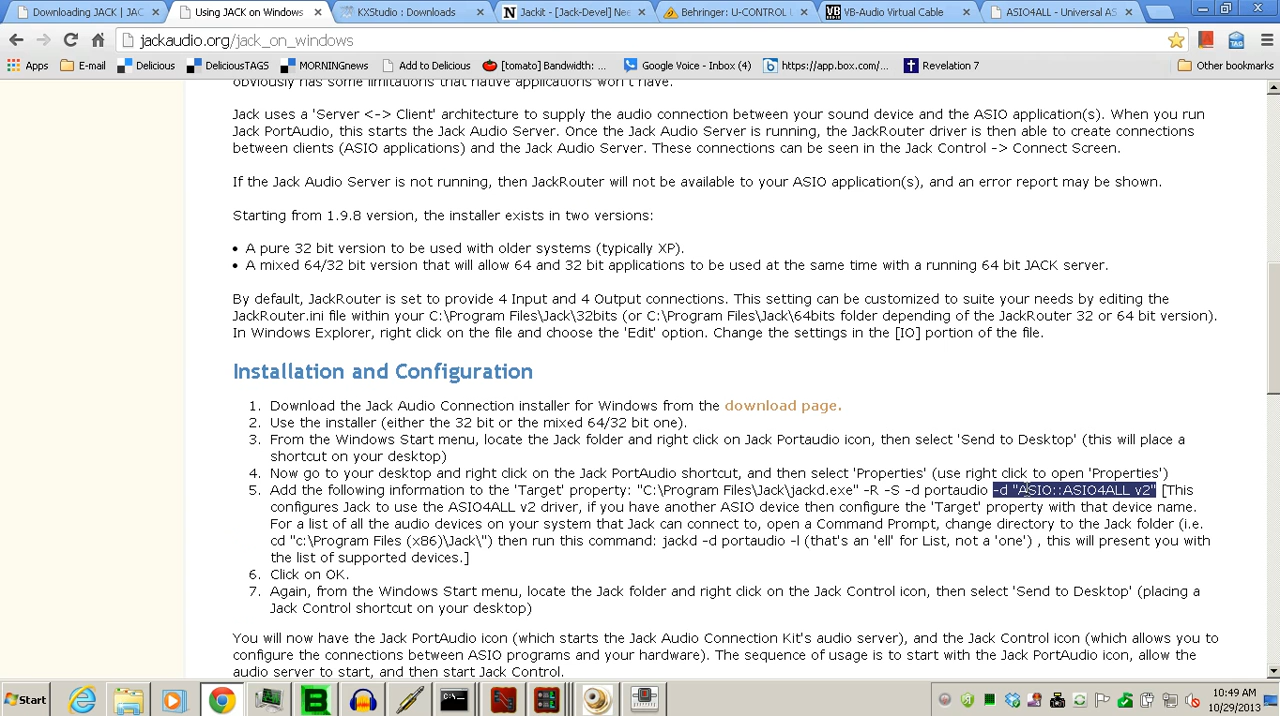 Downloading JACK | JAC
Using JACK on Windows
KXStudio : Downloads
Jackit - [Jack-Devel] Nee
Behringer: U-CONTROL U
VB-Audio Virtual Cable
ASIO4ALL - Universal AS
jackaudio.org/jack_on_windows
Apps
E-mail
Delicious
DeliciousTAGS
MORNINGnews
Add to Delicious
[tomato] Bandwidth: ...
Google Voice - Inbox (4)
https://app.box.com/...
Revelation 7
Other bookmarks
obviously has some limitations that native applications won't have.
Jack uses a 'Server <-> Client' architecture to supply the audio connection between your sound device and the ASIO application(s). When you run
Jack PortAudio, this starts the Jack Audio Server. Once the Jack Audio Server is running, the JackRouter driver is then able to create connections
between clients (ASIO applications) and the Jack Audio Server. These connections can be seen in the Jack Control -> Connect Screen.
If the Jack Audio Server is not running, then JackRouter will not be available to your ASIO application(s), and an error report may be shown.
Starting from 1.9.8 version, the installer exists in two versions:
• A pure 32 bit version to be used with older systems (typically XP).
• A mixed 64/32 bit version that will allow 64 and 32 bit applications to be used at the same time with a running 64 bit JACK server.
By default, JackRouter is set to provide 4 Input and 4 Output connections. This setting can be customized to suite your needs by editing the
JackRouter.ini file within your C:\Program Files\Jack\32bits (or C:\Program Files\Jack\64bits folder depending of the JackRouter 32 or 64 bit version).
In Windows Explorer, right click on the file and choose the 'Edit' option. Change the settings in the [IO] portion of the file.
Installation and Configuration
1. Download the Jack Audio Connection installer for Windows from the download page.
2. Use the installer (either the 32 bit or the mixed 64/32 bit one).
3. From the Windows Start menu, locate the Jack folder and right click on Jack Portaudio icon, then select 'Send to Desktop' (this will place a
shortcut on your desktop)
4. Now go to your desktop and right click on the Jack PortAudio shortcut, and then select 'Properties' (use right click to open 'Properties')
5. Add the following information to the 'Target' property: "C:\Program Files\Jack\jackd.exe" -R -S -d portaudio -d "ASIO::ASIO4ALL v2" [This
configures Jack to use the ASIO4ALL v2 driver, if you have another ASIO device then configure the 'Target' property with that device name.
For a list of all the audio devices on your system that Jack can connect to, open a Command Prompt, change directory to the Jack folder (i.e.
cd "c:\Program Files (x86)\Jack\") then run this command: jackd -d portaudio -l (that's an 'ell' for List, not a 'one') , this will present you with
the list of supported devices.]
6. Click on OK.
7. Again, from the Windows Start menu, locate the Jack folder and right click on the Jack Control icon, then select 'Send to Desktop' (placing a
Jack Control shortcut on your desktop)
You will now have the Jack PortAudio icon (which starts the Jack Audio Connection Kit's audio server), and the Jack Control icon (which allows you to
configure the connections between ASIO programs and your hardware). The sequence of usage is to start with the Jack PortAudio icon, allow the
audio server to start, and then start Jack Control.
Start
10:49 AM
10/29/2013